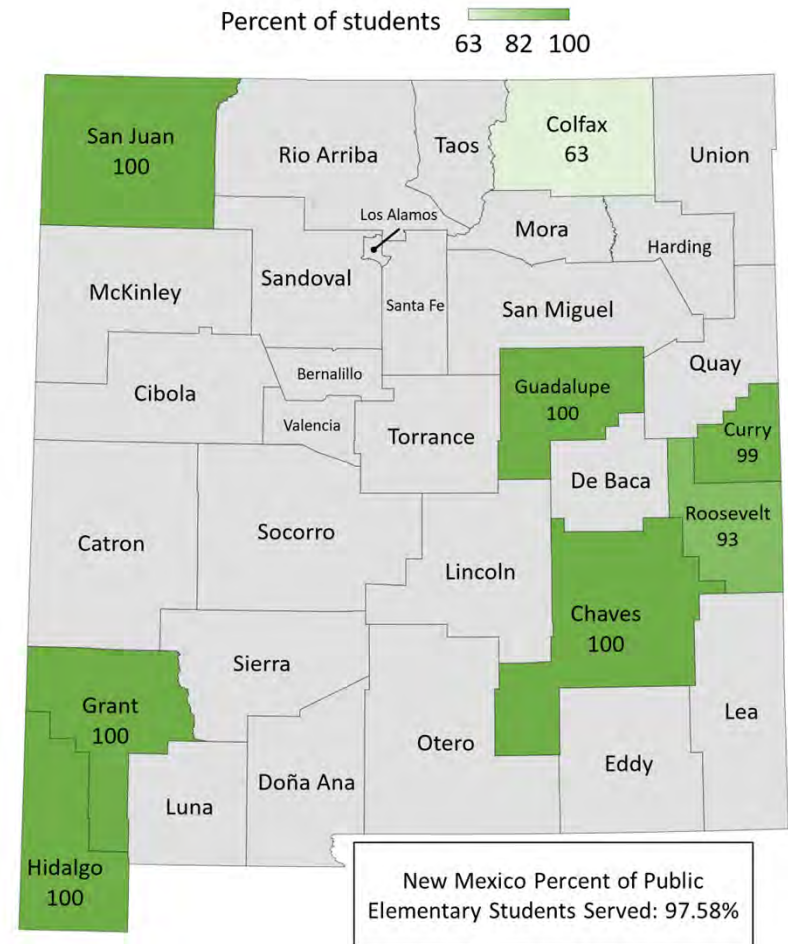 Percent of students
63 82 100
San Juan
100
Rio Arriba
Taos
Colfax
63
Union
Los Alamos
Mora
Harding
McKinley
Sandoval
Santa Fe
San Miguel
Quay
Bernalillo
Cibola
Guadalupe
100
Valencia
Torrance
Curry
99
De Baca
Roosevelt
93
Catron
Socorro
Lincoln
Chaves
100
Sierra
Grant
100
Lea
Otero
Eddy
Doña Ana
Luna
Hidalgo
100
New Mexico Percent of Public
Elementary Students Served: 97.58%